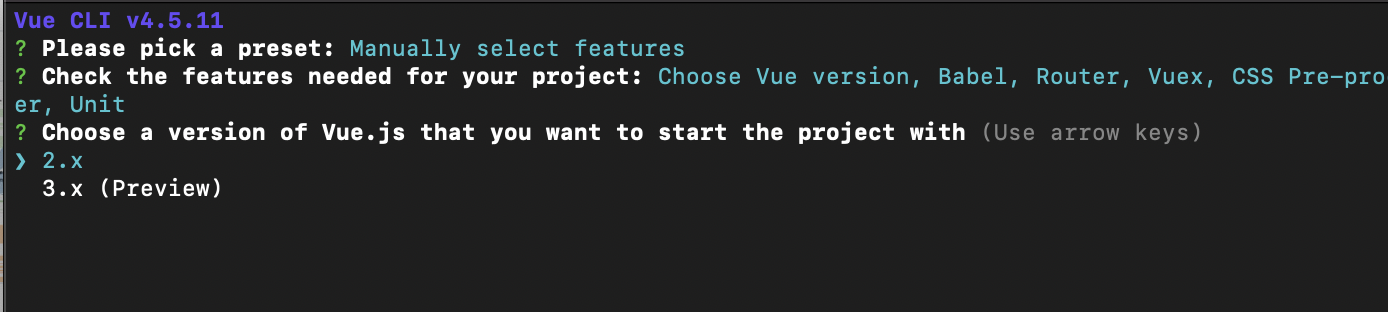 Vue CLI v4.5.11
? Please pick a preset: Manually select features
? Check the features needed for your project: Choose Vue version, Babel, Router, Vuex, CSS Pre-pro
er, Unit
? Choose a version of Vue.js that you want to start the project with (Use arrow keys)
❯ 2.x
3.x (Preview)